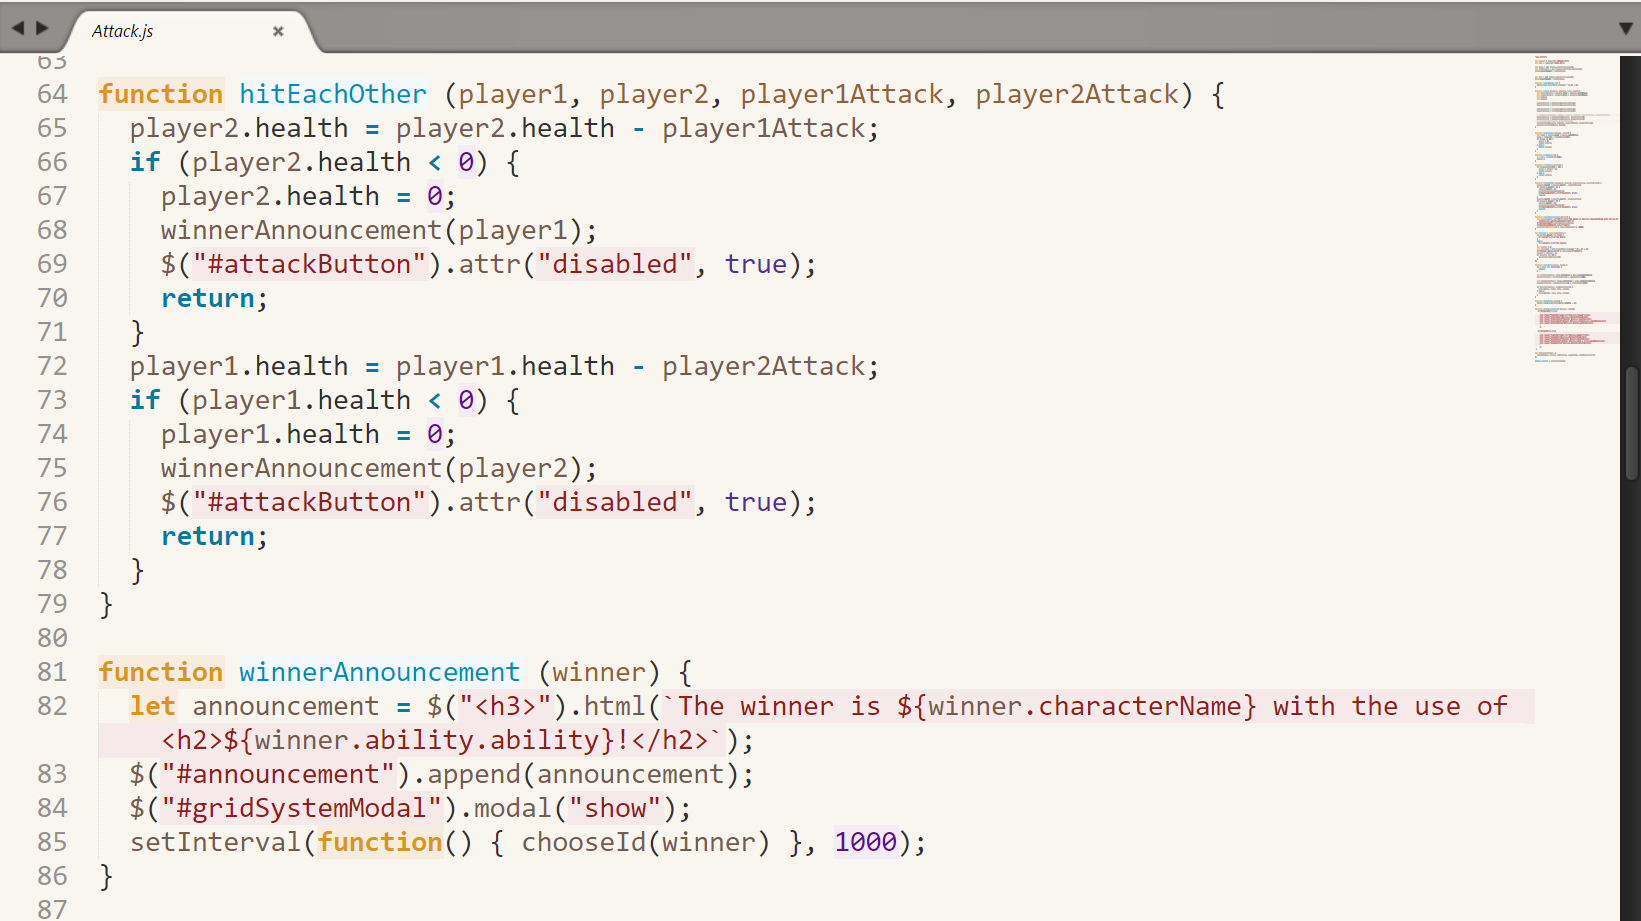 Attack.js
63
64 function hitEachOther (player1, player2, player1Attack, player2Attack) {
65   player2.health = player2.health - player1Attack;
66   if (player2.health < 0) {
67     player2.health = 0;
68     winnerAnnouncement(player1);
69     $("#attackButton").attr("disabled", true);
70     return;
71   }
72   player1.health = player1.health - player2Attack;
73   if (player1.health < 0) {
74     player1.health = 0;
75     winnerAnnouncement(player2);
76     $("#attackButton").attr("disabled", true);
77     return;
78   }
79 }
80
81 function winnerAnnouncement (winner) {
82   let announcement = $("<h3>").html(`The winner is ${winner.characterName} with the use of
<h2>${winner.ability.ability}!</h2>`);
83   $("#announcement").append(announcement);
84   $("#gridSystemModal").modal("show");
85   setInterval(function() { chooseId(winner) }, 1000);
86 }
87